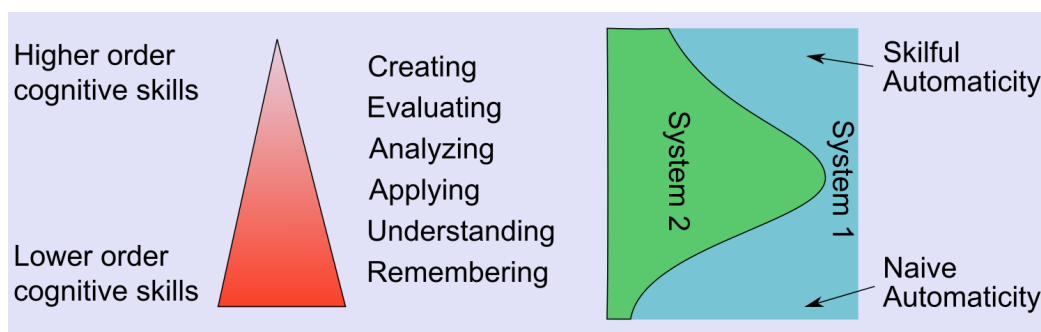 Higher order
cognitive skills
Lower order
cognitive skills
Creating
Evaluating
Analyzing
Applying
Understanding
Remembering
System 2
System 1
Skilful
Automaticity
Naive
Automaticity